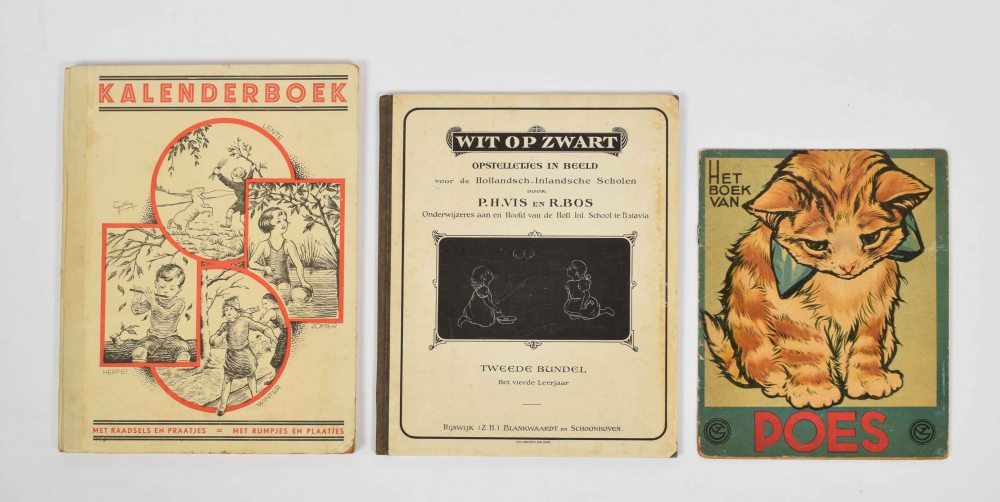 KALENDERBOEK
LENTE
ZOMER
HERFST
WINTER
MET RAADSELS EN PRAATJES = MET RIJMPJES EN PLAATJES
WIT OP ZWART
OPSTELLETJES IN BEELD
voor de Hollandsch-Inlandsche Scholen
DOOR
P.H.VIS EN R.BOS
Onderwijzeres aan en Hoofd van de Holl Inl. School te Batavia
TWEEDE BUNDEL
Het vierde Leerjaar
RIJSWIJK (Z.H.) BLANKWAARDT EN SCHOONHOVEN.
HET
BOEK
VAN
POES